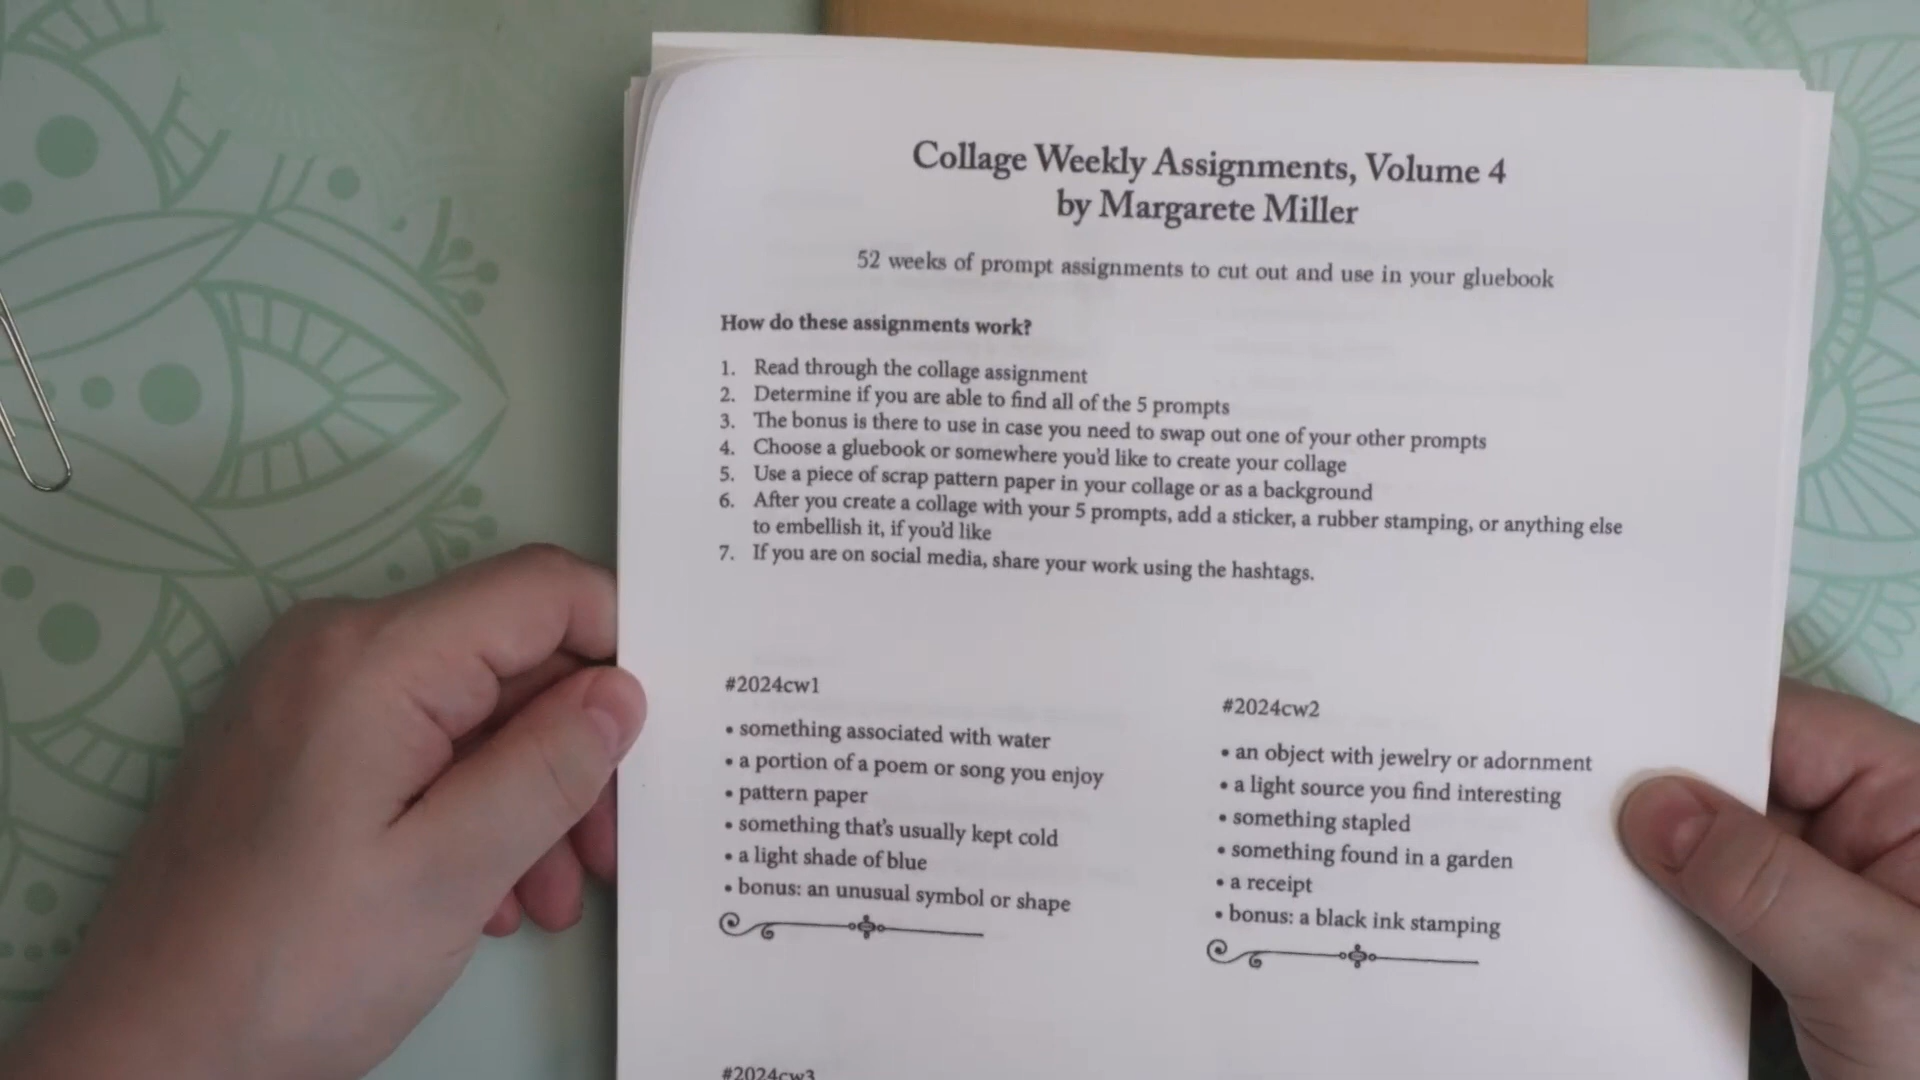 Collage Weekly Assignments, Volume 4
by Margarete Miller
52 weeks of prompt assignments to cut out and use in your gluebook
How do these assignments work?
1. Read through the collage assignment
2. Determine if you are able to find all of the 5 prompts
3. The bonus is there to use in case you need to swap out one of your other prompts
4. Choose a gluebook or somewhere you'd like to create your collage
5. Use a piece of scrap pattern paper in your collage or as a background
6. After you create a collage with your 5 prompts, add a sticker, a rubber stamping, or anything else
to embellish it, if you'd like
7. If you are on social media, share your work using the hashtags.
#2024cw1
• something associated with water
• a portion of a poem or song you enjoy
• pattern paper
• something that's usually kept cold
• a light shade of blue
• bonus: an unusual symbol or shape
#2024cw2
• an object with jewelry or adornment
• a light source you find interesting
• something stapled
• something found in a garden
• a receipt
• bonus: a black ink stamping
#2024cw3